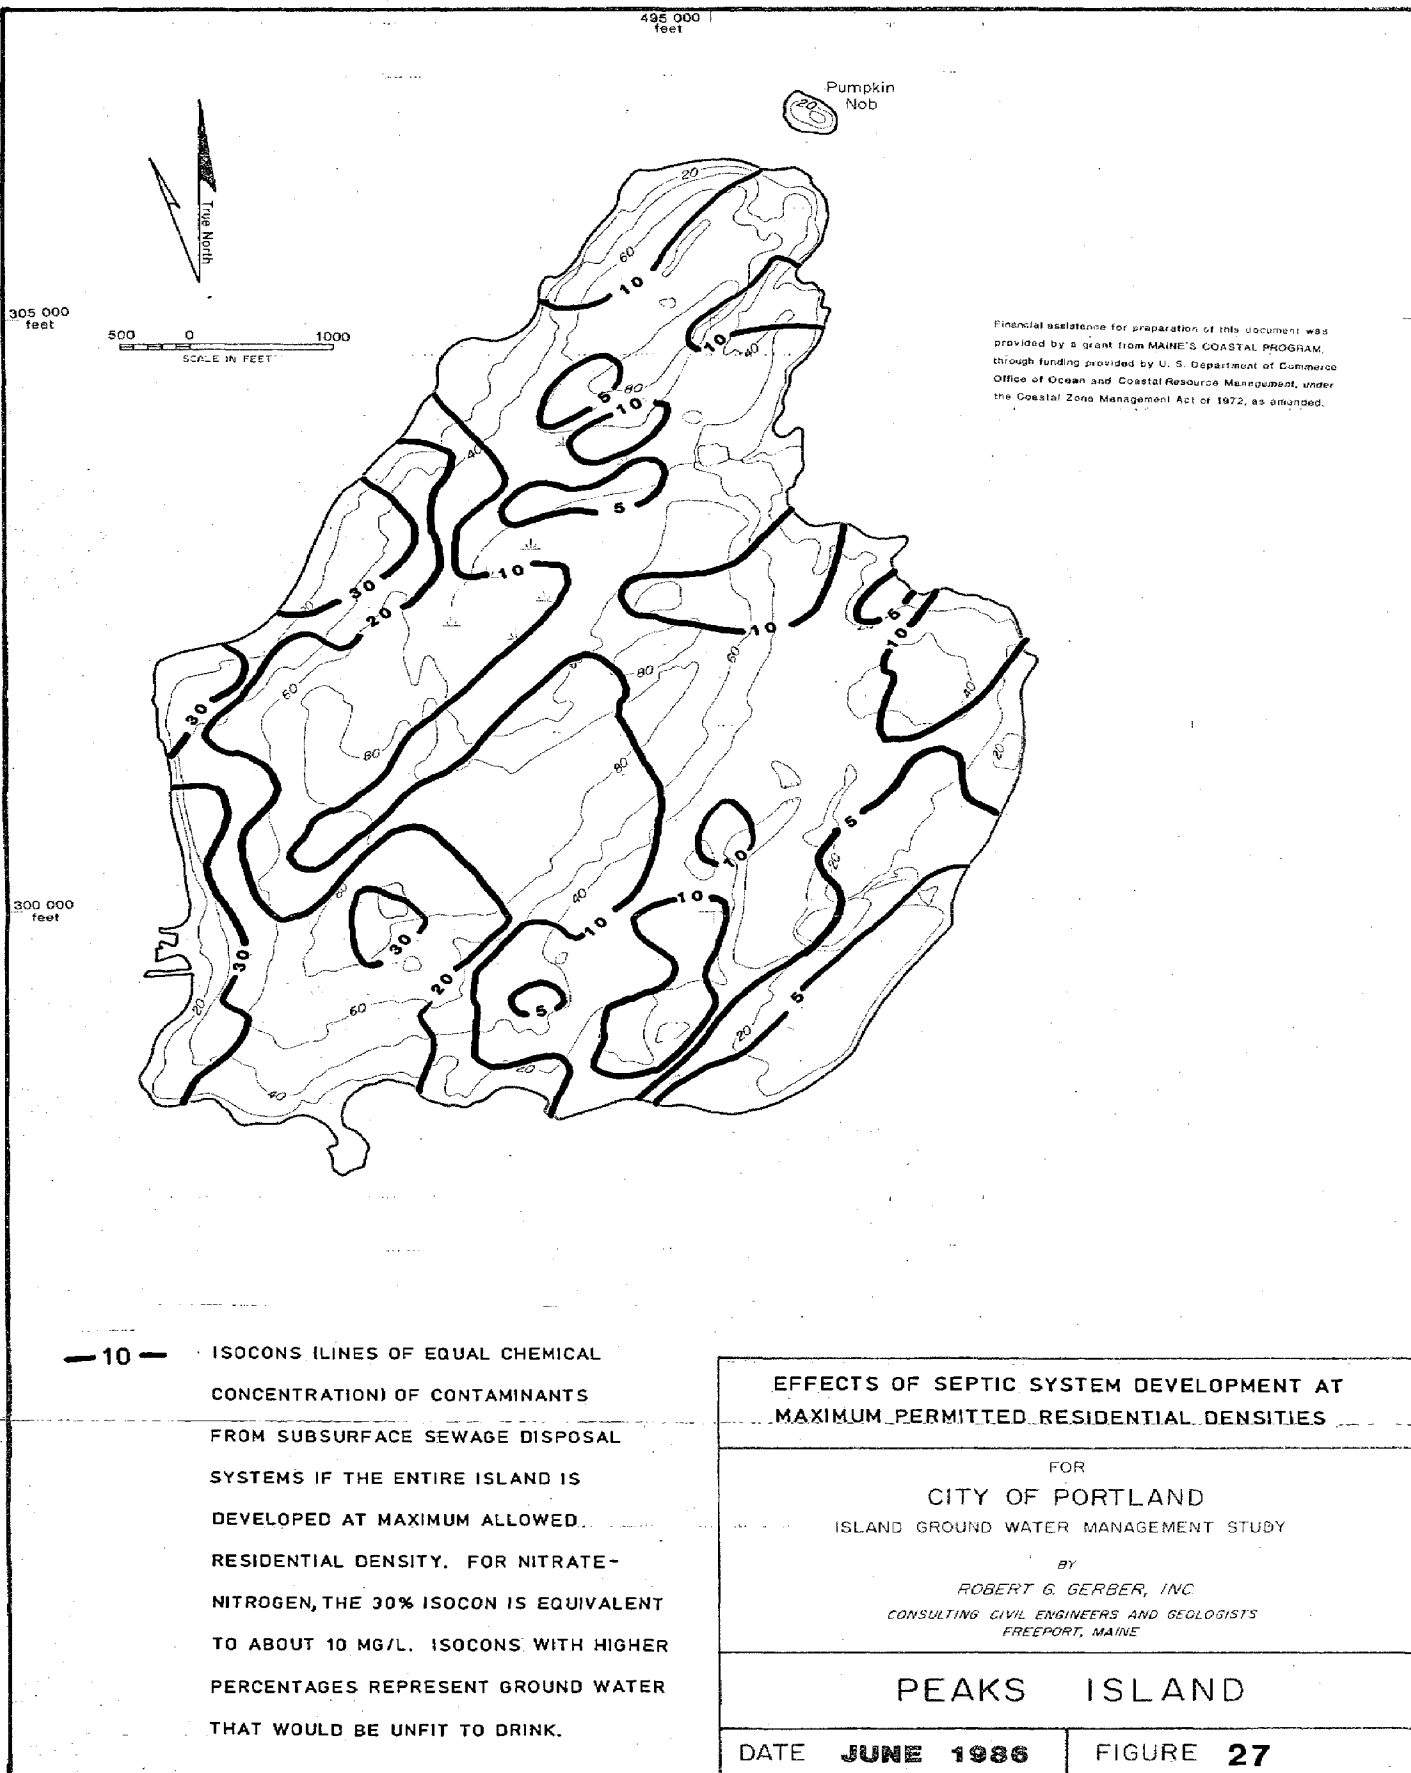 495 000
feet
Pumpkin
Nob
20
True North
20
60
10
305 000
feet
500 0 1000
SCALE IN FEET
10
40
Financial assistance for preparation of this document was
provided by a grant from MAINE'S COASTAL PROGRAM,
through funding provided by U. S. Department of Commerce
Office of Ocean and Coastal Resource Management, under
the Coastal Zone Management Act of 1972, as amended.
80
5
10
40
5
10
30
20
10
5
10
60
80
40
60
30
80
80
20
5
10
20
300 000
feet
80
40
10
10
30
30
20
5
5
20
60
20
20
40
10 ISOCONS (LINES OF EQUAL CHEMICAL
CONCENTRATION) OF CONTAMINANTS
FROM SUBSURFACE SEWAGE DISPOSAL
SYSTEMS IF THE ENTIRE ISLAND IS
DEVELOPED AT MAXIMUM ALLOWED
RESIDENTIAL DENSITY. FOR NITRATE-
NITROGEN, THE 30% ISOCON IS EQUIVALENT
TO ABOUT 10 MG/L. ISOCONS WITH HIGHER
PERCENTAGES REPRESENT GROUND WATER
THAT WOULD BE UNFIT TO DRINK.
EFFECTS OF SEPTIC SYSTEM DEVELOPMENT AT
MAXIMUM PERMITTED RESIDENTIAL DENSITIES
FOR
CITY OF PORTLAND
ISLAND GROUND WATER MANAGEMENT STUDY
BY
ROBERT G. GERBER, INC.
CONSULTING CIVIL ENGINEERS AND GEOLOGISTS
FREEPORT, MAINE
PEAKS ISLAND
DATE JUNE 1986
FIGURE 27